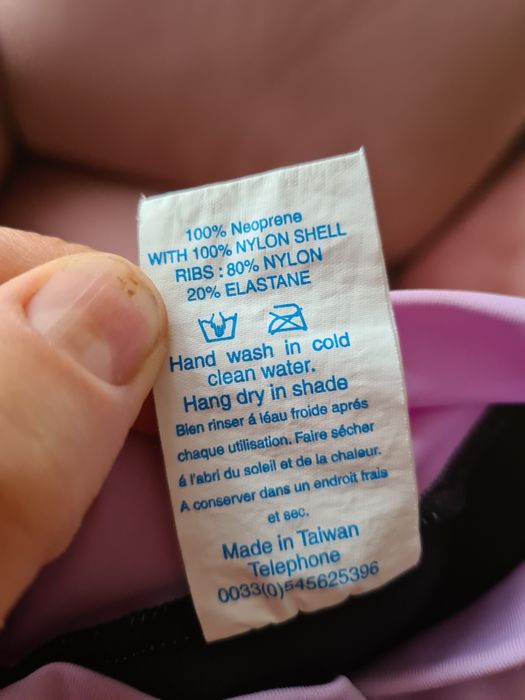 100% Neoprene
WITH 100% NYLON SHELL
RIBS : 80% NYLON
20% ELASTANE
Hand wash in cold
clean water.
Hang dry in shade
Bien rinser á léau froide aprés
chaque utilisation. Faire sécher
á l'abri du soleil et de la chaleur.
A conserver dans un endroit frais
et sec.
Made in Taiwan
Telephone
0033(0)545625396